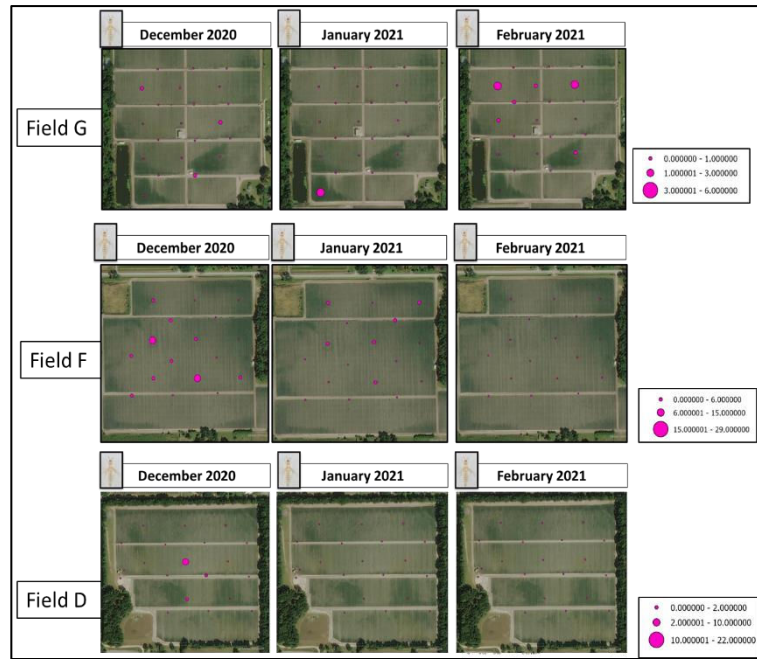 December 2020
January 2021
February 2021
Field G
0.000000 - 1.000000
1.000001 - 3.000000
3.000001 - 6.000000
December 2020
January 2021
February 2021
Field F
0.000000 - 6.000000
6.000001 - 15.000000
15.000001 - 29.000000
December 2020
January 2021
February 2021
Field D
0.000000 - 2.000000
2.000001 - 10.000000
10.000001 - 22.000000